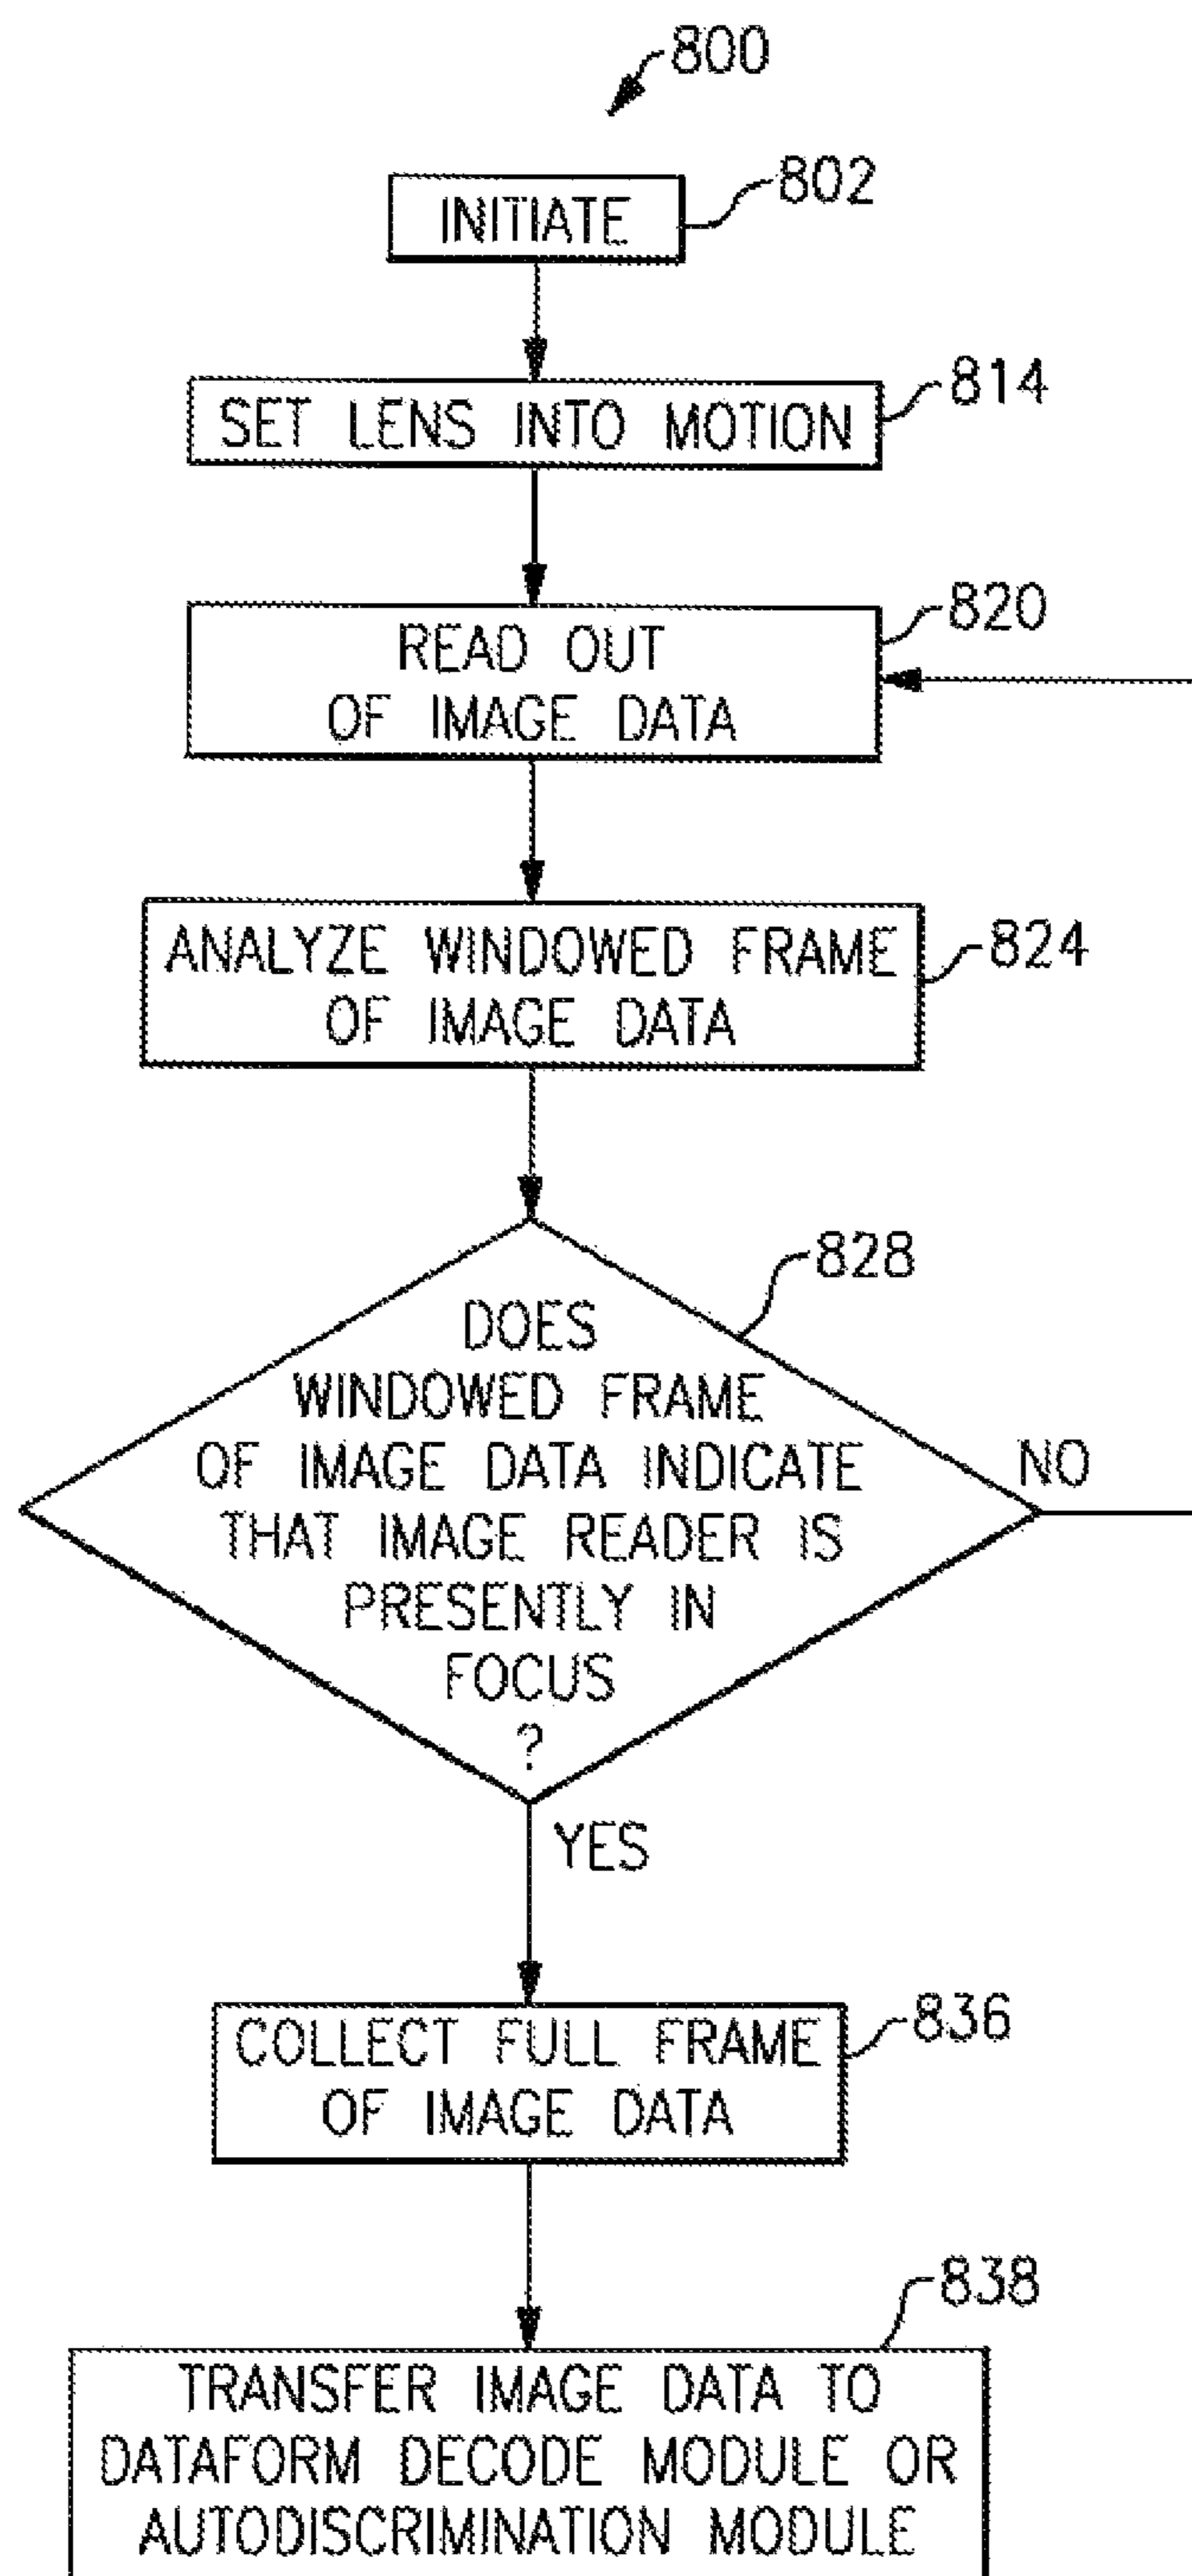 800
INITIATE
802
SET LENS INTO MOTION
814
READ OUT
OF IMAGE DATA
820
ANALYZE WINDOWED FRAME
OF IMAGE DATA
824
828
DOES
WINDOWED FRAME
OF IMAGE DATA INDICATE
THAT IMAGE READER IS
PRESENTLY IN
FOCUS
?
NO
YES
COLLECT FULL FRAME
OF IMAGE DATA
836
838
TRANSFER IMAGE DATA TO
DATAFORM DECODE MODULE OR
AUTODISCRIMINATION MODULE